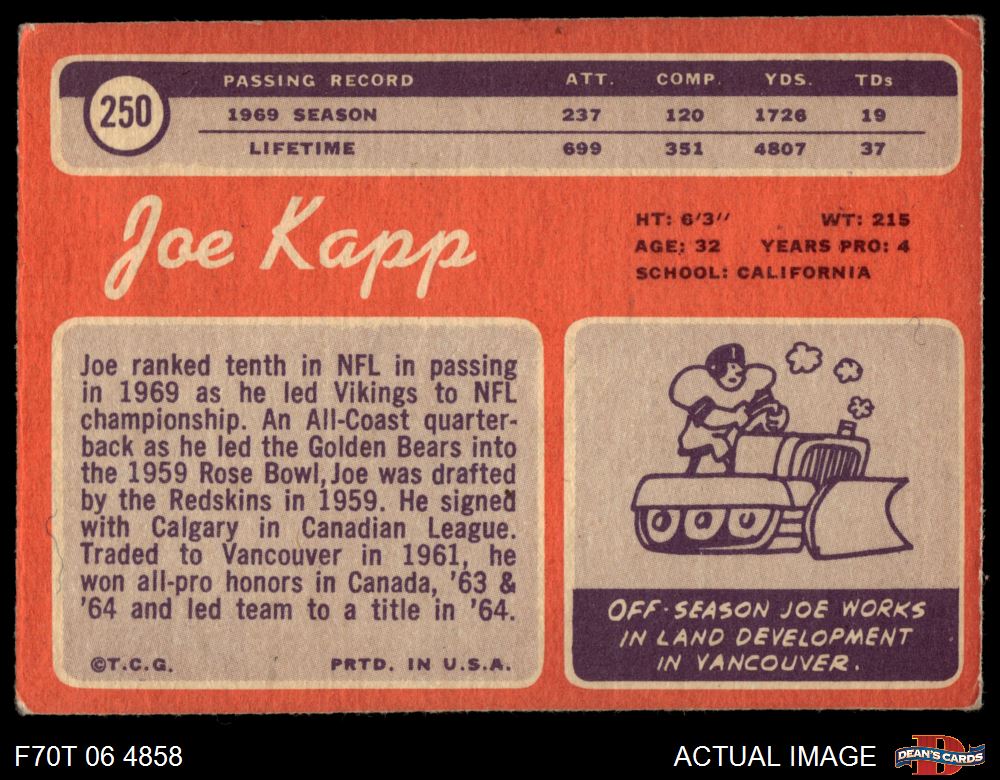 250
PASSING RECORD ATT. COMP. YDS. TDs
1969 SEASON 237 120 1726 19
LIFETIME 699 351 4807 37
Joe Kapp
HT: 6'3" WT: 215
AGE: 32 YEARS PRO: 4
SCHOOL: CALIFORNIA
Joe ranked tenth in NFL in passing
in 1969 as he led Vikings to NFL
championship. An All-Coast quarter-
back as he led the Golden Bears into
the 1959 Rose Bowl, Joe was drafted
by the Redskins in 1959. He signed
with Calgary in Canadian League.
Traded to Vancouver in 1961, he
won all-pro honors in Canada, '63 &
'64 and led team to a title in '64.
©T.C.G. PRTD. IN U.S.A.
OFF-SEASON JOE WORKS
IN LAND DEVELOPMENT
IN VANCOUVER.
F70T 06 4858
ACTUAL IMAGE
D
DEAN'S CARDS